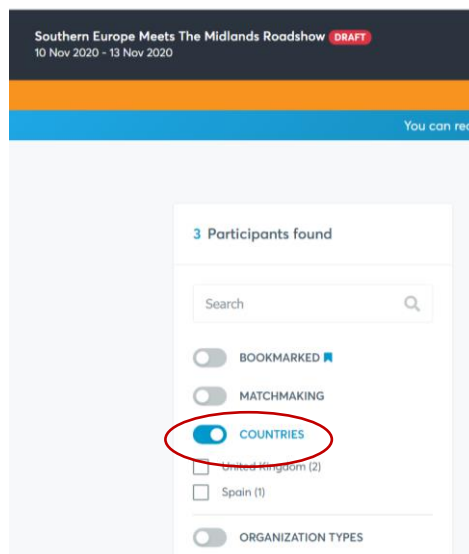 Southern Europe Meets The Midlands Roadshow DRAFT
10 Nov 2020 - 13 Nov 2020
You can
3 Participants found
Search
BOOKMARKED
MATCHMAKING
COUNTRIES
United Kingdom (2)
Spain (1)
ORGANIZATION TYPES